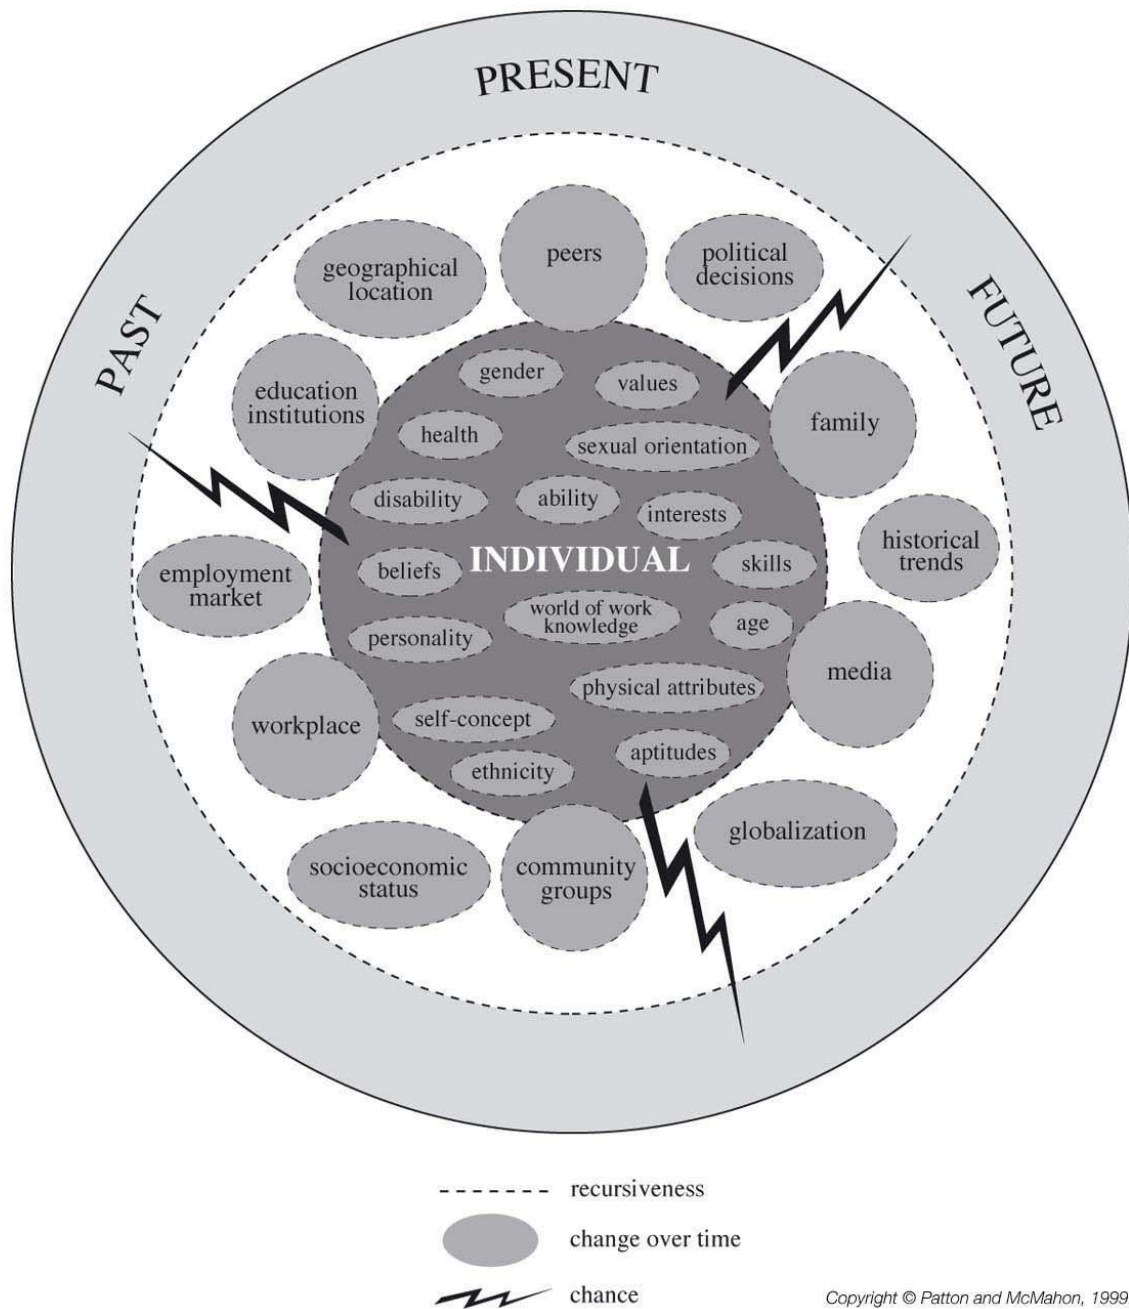 PRESENT
PAST
FUTURE
peers
political
decisions
geographical
location
education
institutions
family
gender
values
health
sexual orientation
disability
ability
interests
historical
trends
employment
market
beliefs
INDIVIDUAL
skills
world of work
knowledge
age
personality
media
physical attributes
workplace
self-concept
aptitudes
ethnicity
globalization
socioeconomic
status
community
groups
recursiveness
change over time
chance
Copyright © Patton and McMahon, 1999